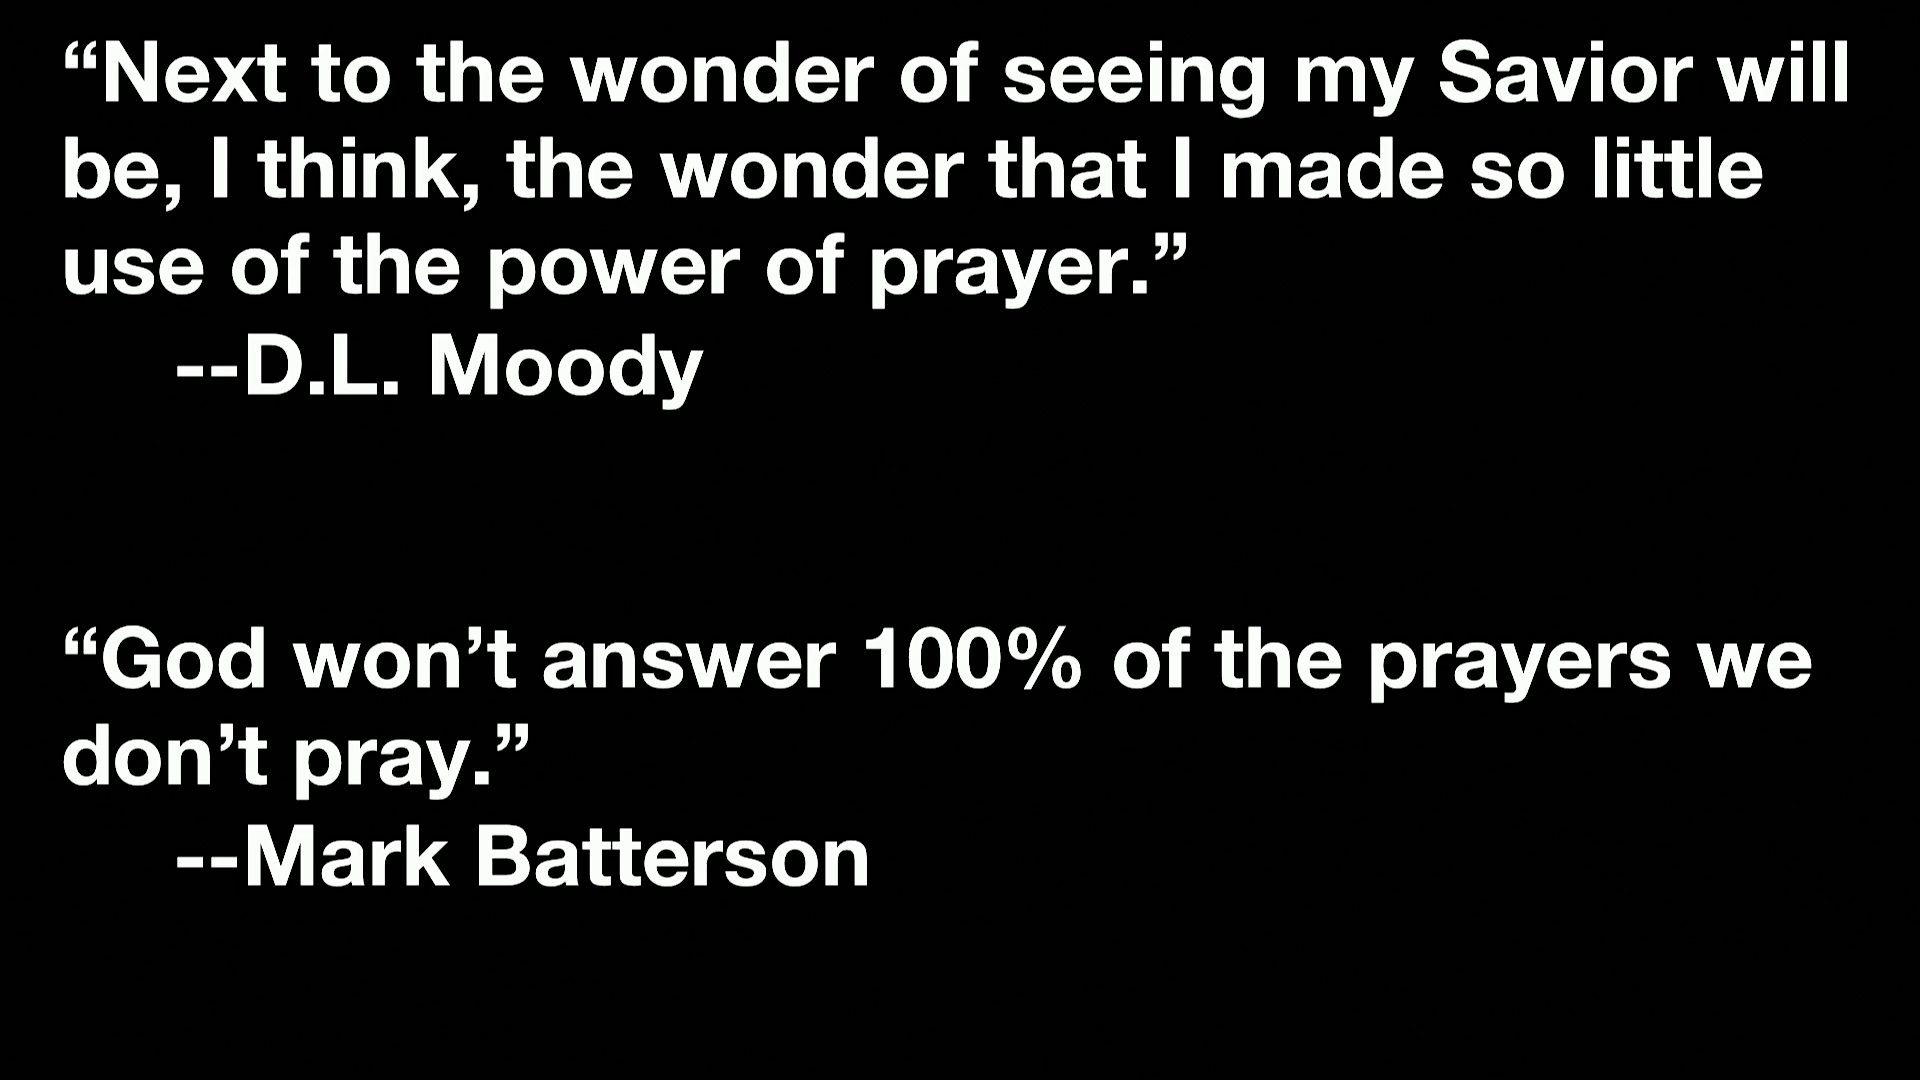 “Next to the wonder of seeing my Savior will
be, I think, the wonder that I made so little
use of the power of prayer.”
--D.L. Moody
“God won’t answer 100% of the prayers we
don’t pray.”
--Mark Batterson